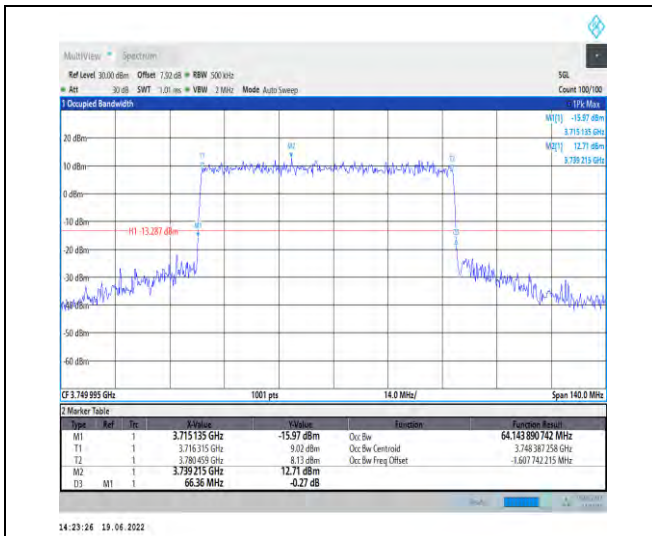 MultiView Spectrum
Ref Level 30.00 dBm Offset 7.92 dB RBW 500 kHz SGL
Att 30 dB SWT 1.01 ms VBW 2 MHz Mode Auto Sweep Count 100/100
1 Occupied Bandwidth 1Pk Max
M1[1] -15.97 dBm
3.715 135 GHz
M2[1] 12.71 dBm
3.739 215 GHz
20 dBm
T1 M2 T2
10 dBm
0 dBm
-10 dBm
M1
H1 -13.287 dBm
D3
-20 dBm
-30 dBm
-40 dBm
-50 dBm
-60 dBm
CF 3.749 995 GHz 1001 pts 14.0 MHz/ Span 140.0 MHz
2 Marker Table
Type Ref Trc X-Value Y-Value Function Function Result
M1 1 3.715 135 GHz -15.97 dBm Occ Bw 64.143 890 742 MHz
T1 1 3.716 315 GHz 9.02 dBm Occ Bw Centroid 3.748 387 258 GHz
T2 1 3.780 459 GHz 8.13 dBm Occ Bw Freq Offset -1.607 742 215 MHz
M2 1 3.739 215 GHz 12.71 dBm
D3 M1 1 66.36 MHz -0.27 dB
14:23:26 19.06.2022